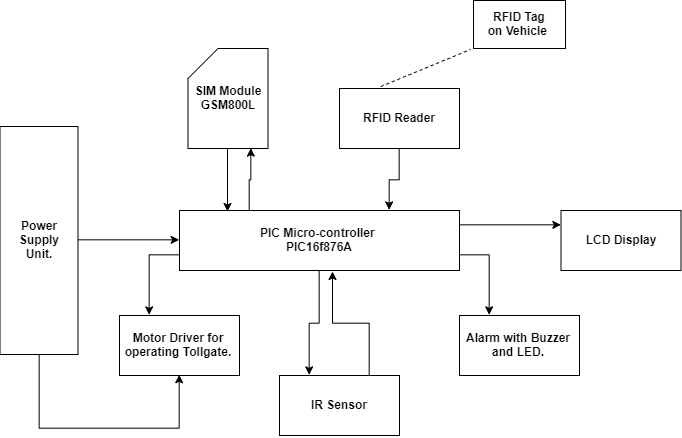 RFID Tag
on Vehicle
SIM Module
GSM800L
RFID Reader
Power
Supply
Unit.
PIC Micro-controller
PIC16f876A
LCD Display
Motor Driver for
operating Tollgate.
Alarm with Buzzer
and LED.
IR Sensor